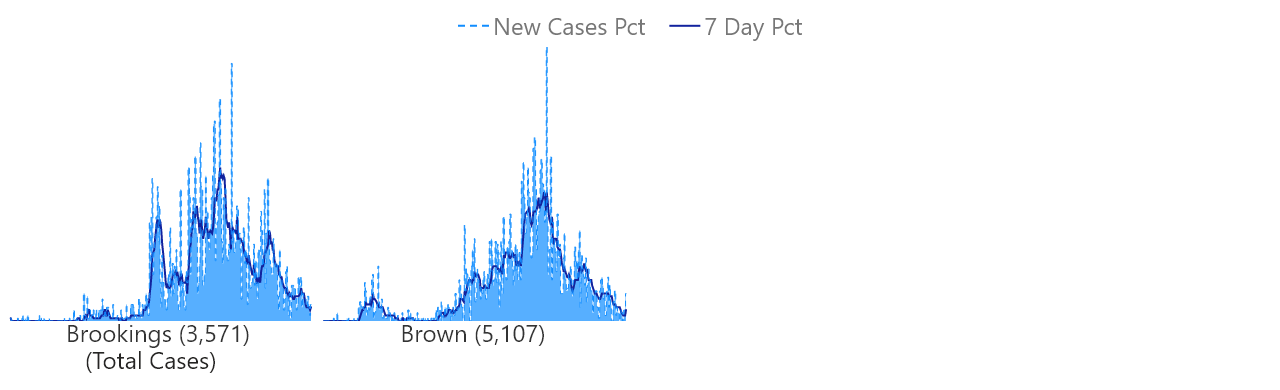 New Cases Pct 7 Day Pct
Brookings (3,571) Brown (5,107)
(Total Cases)